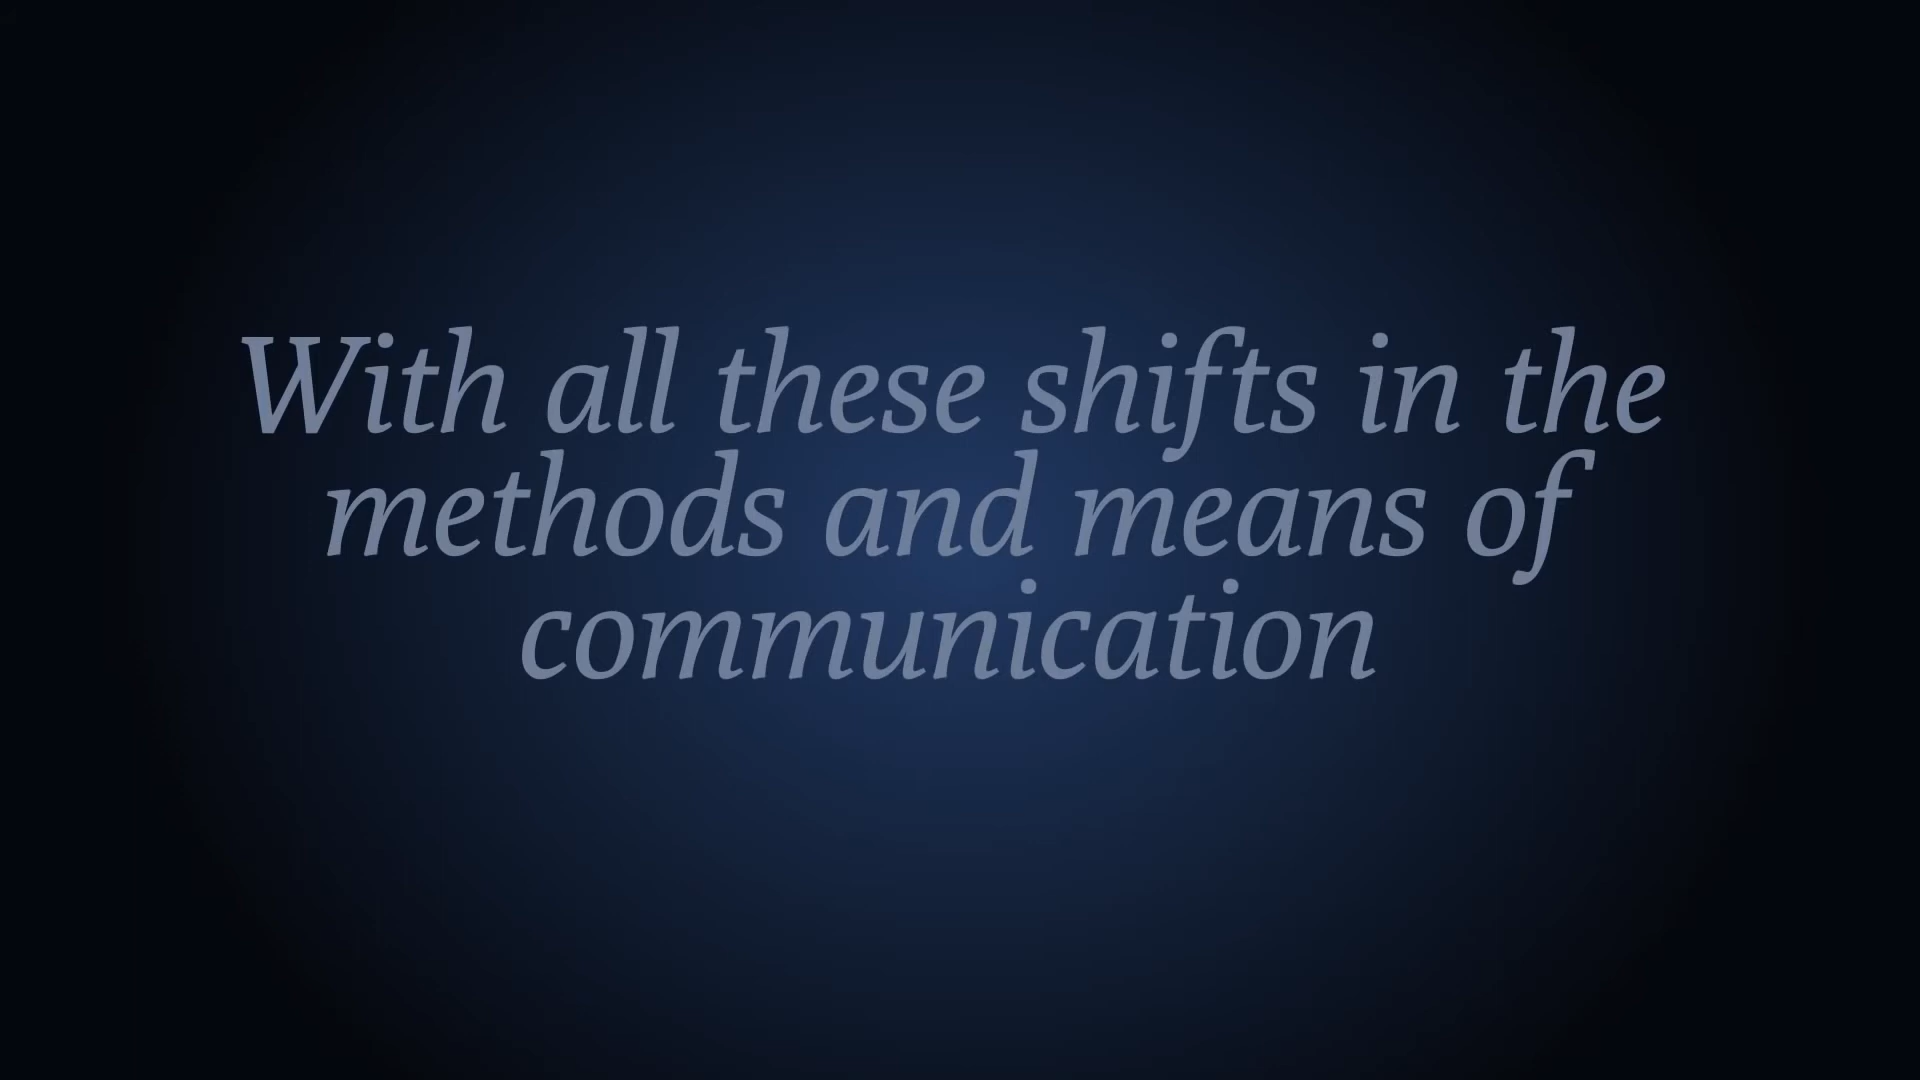 With all these shifts in the
methods and means of
communication